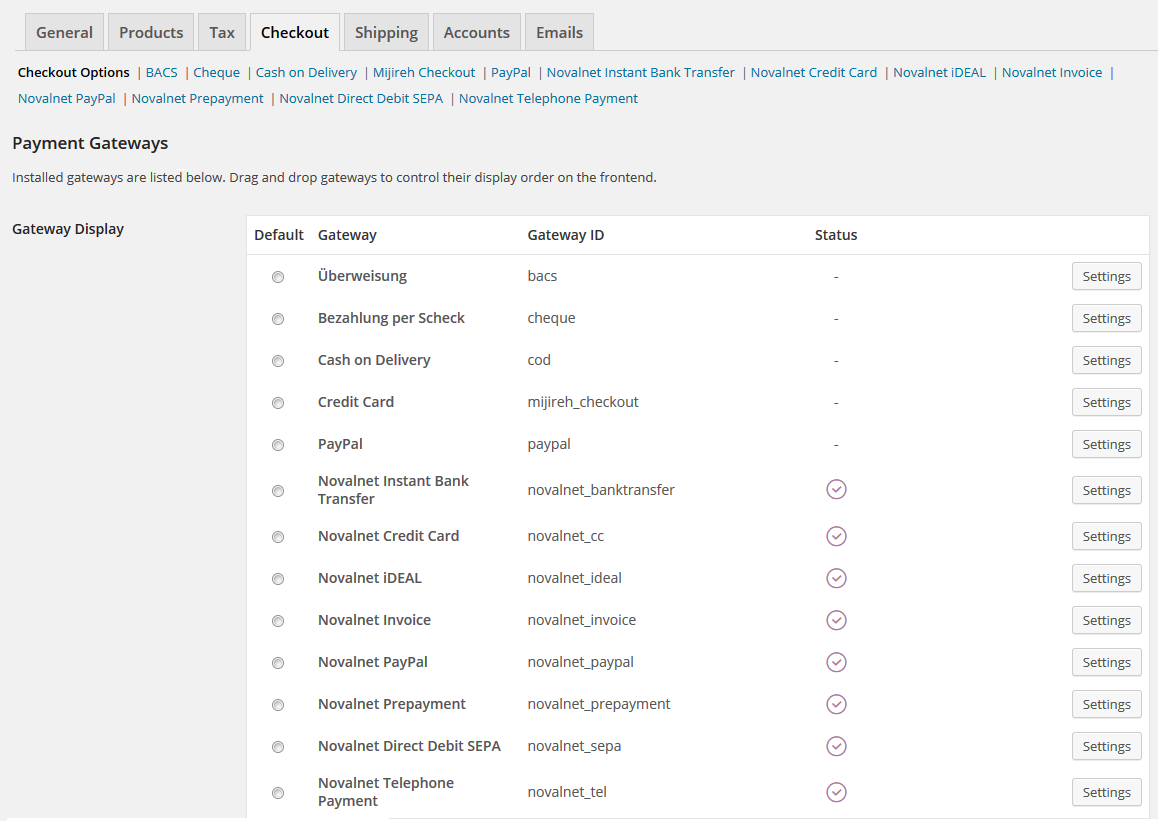 General Products Tax Checkout Shipping Accounts Emails
Checkout Options | BACS | Cheque | Cash on Delivery | Mijireh Checkout | PayPal | Novalnet Instant Bank Transfer | Novalnet Credit Card | Novalnet iDEAL | Novalnet Invoice |
Novalnet PayPal | Novalnet Prepayment | Novalnet Direct Debit SEPA | Novalnet Telephone Payment
Payment Gateways
Installed gateways are listed below. Drag and drop gateways to control their display order on the frontend.
Gateway Display
Default Gateway Gateway ID Status
Überweisung bacs - Settings
Bezahlung per Scheck cheque - Settings
Cash on Delivery cod - Settings
Credit Card mijireh_checkout - Settings
PayPal paypal - Settings
Novalnet Instant Bank
Transfer
novalnet_banktransfer Settings
Novalnet Credit Card novalnet_cc Settings
Novalnet iDEAL novalnet_ideal Settings
Novalnet Invoice novalnet_invoice Settings
Novalnet PayPal novalnet_paypal Settings
Novalnet Prepayment novalnet_prepayment Settings
Novalnet Direct Debit SEPA novalnet_sepa Settings
Novalnet Telephone
Payment
novalnet_tel Settings